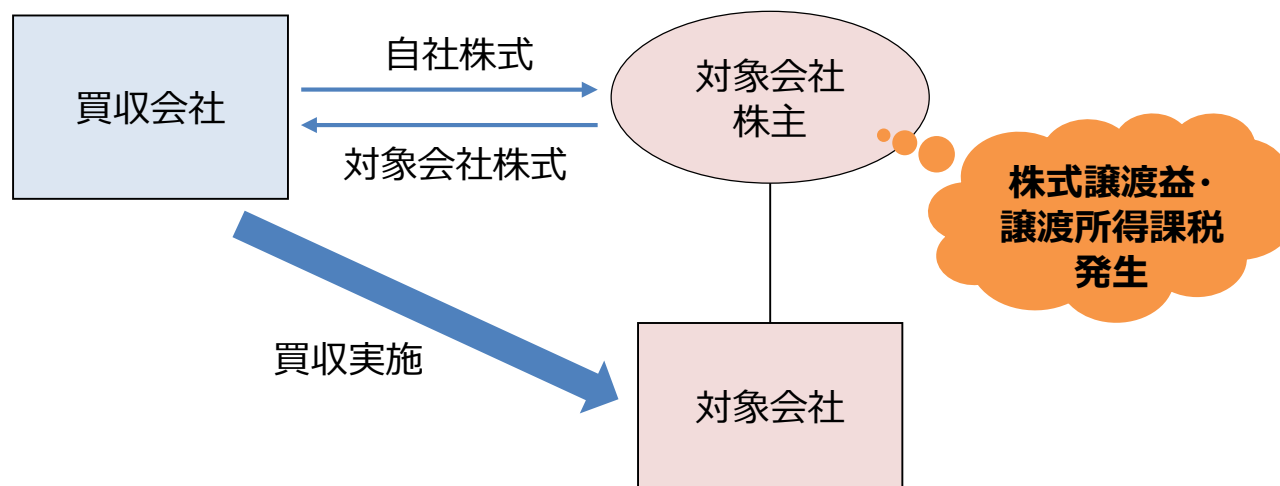 買収会社
自社株式
対象会社株式
対象会社
株主
株式譲渡益・
譲渡所得課税
発生
買収実施
対象会社